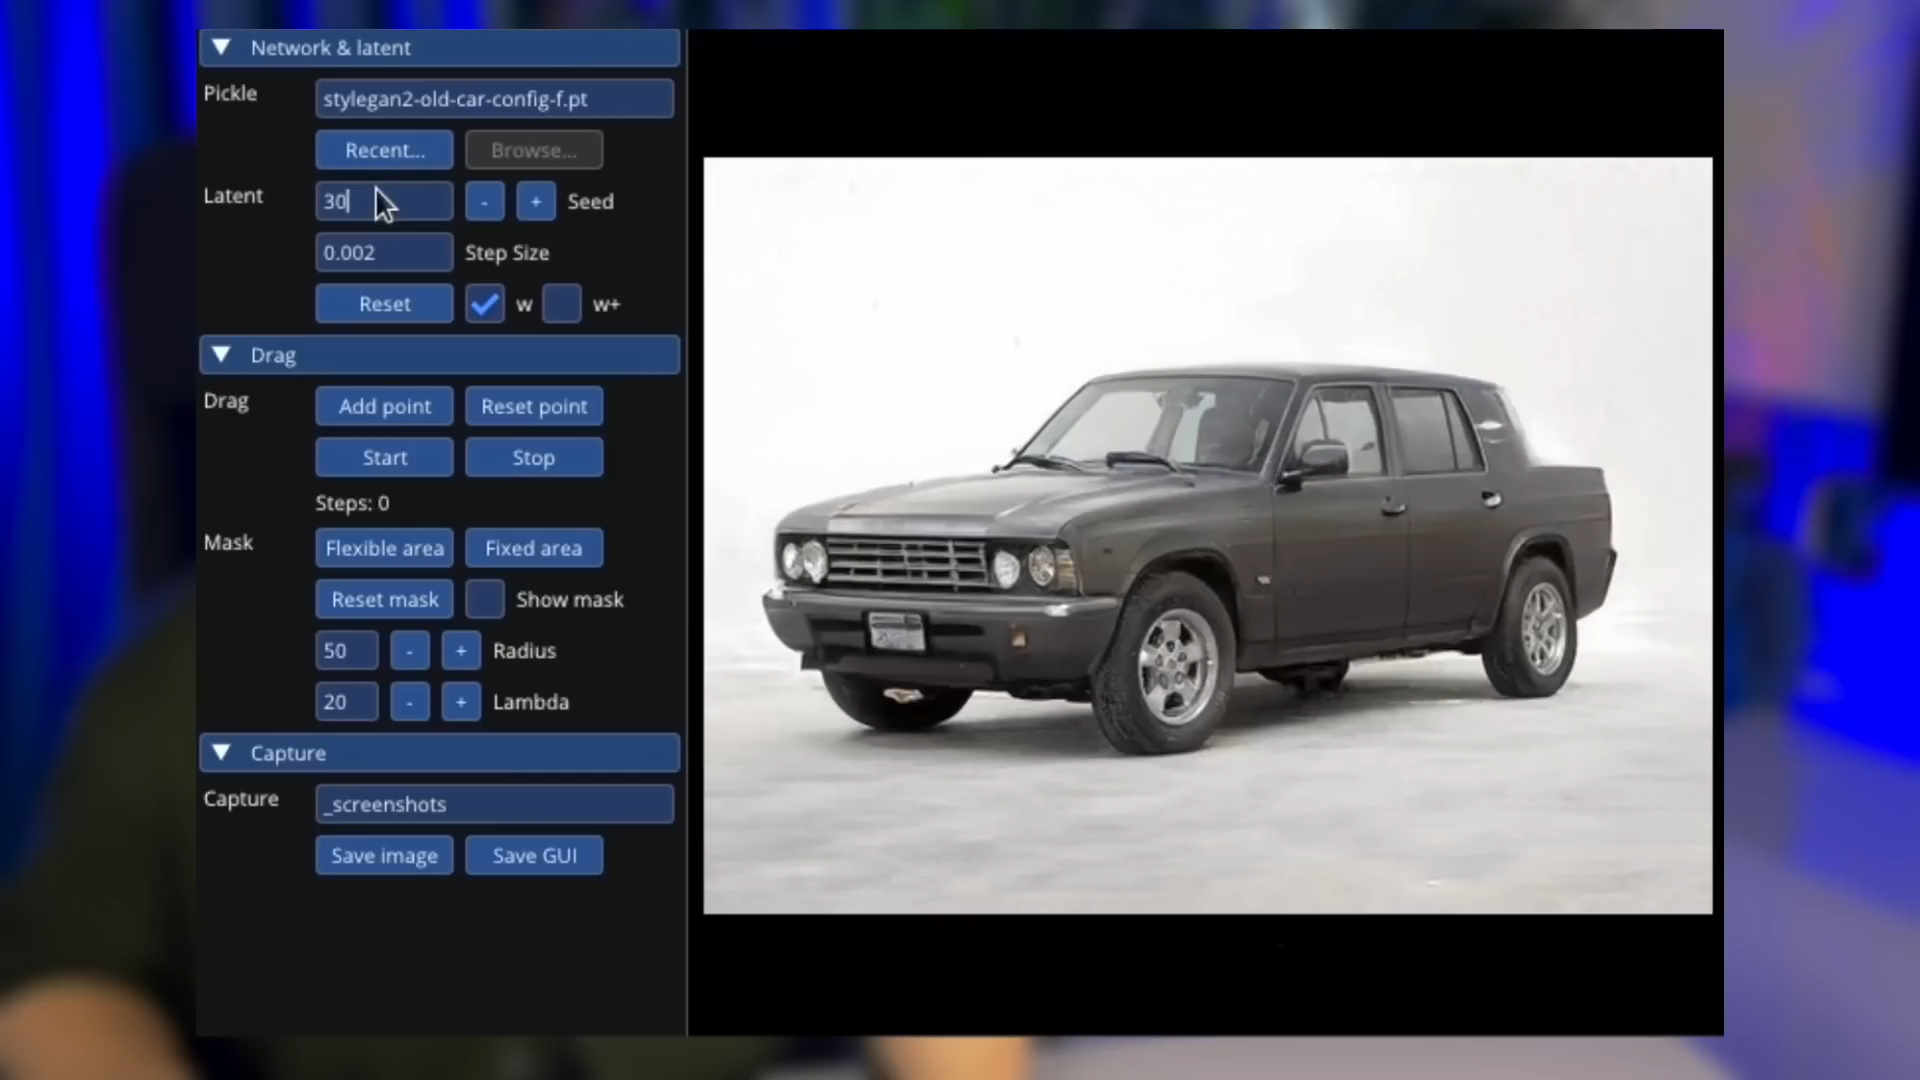 Network & latent
Pickle stylegan2-old-car-config-f.pt
Recent... Browse...
Latent 30 - + Seed
0.002 Step Size
Reset w w+
Drag
Drag Add point Reset point
Start Stop
Steps: 0
Mask Flexible area Fixed area
Reset mask Show mask
50 - + Radius
20 - + Lambda
Capture
Capture _screenshots
Save image Save GUI